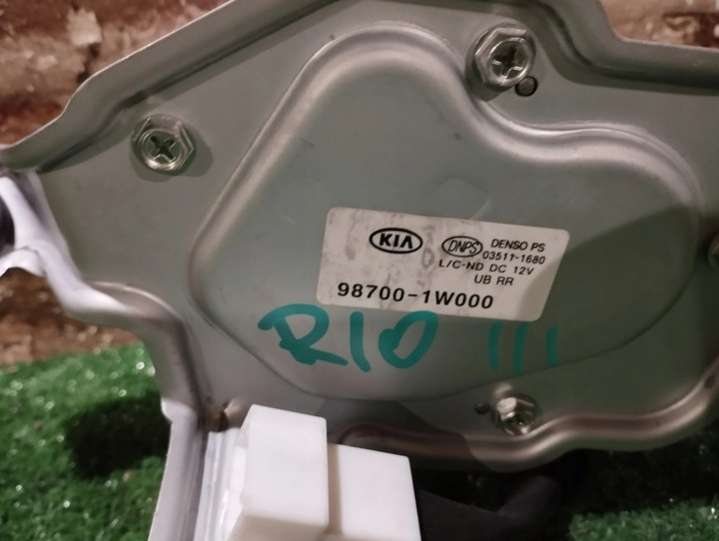 KIA
DNPS DENSO PS
03511-1680
L/C-ND DC 12V
UB RR
98700-1W000
RIO III